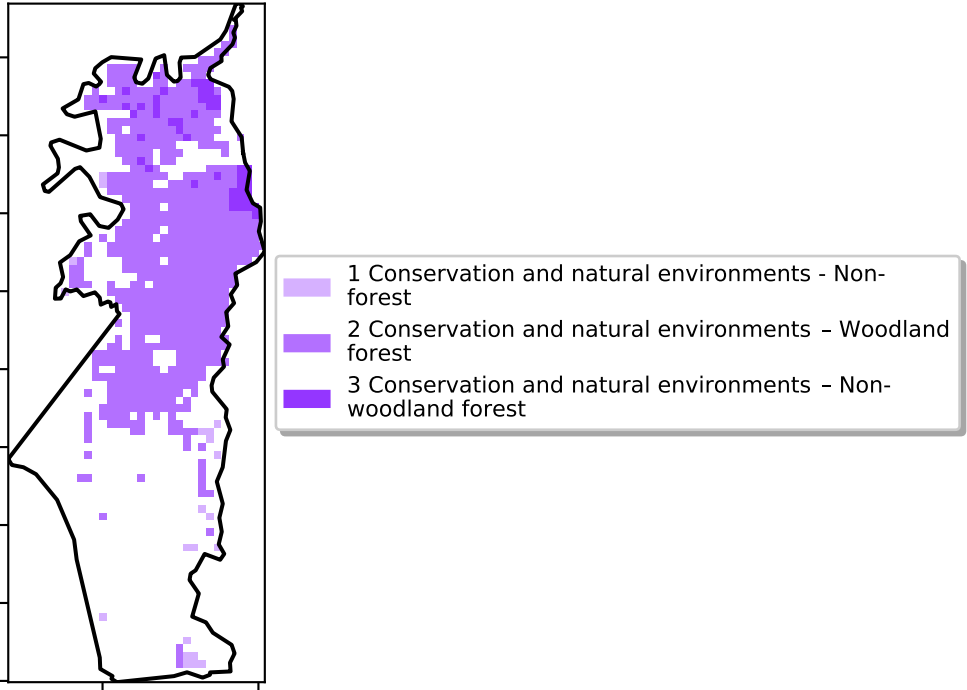 1 Conservation and natural environments - Non-
forest
2 Conservation and natural environments – Woodland
forest
3 Conservation and natural environments – Non-
woodland forest